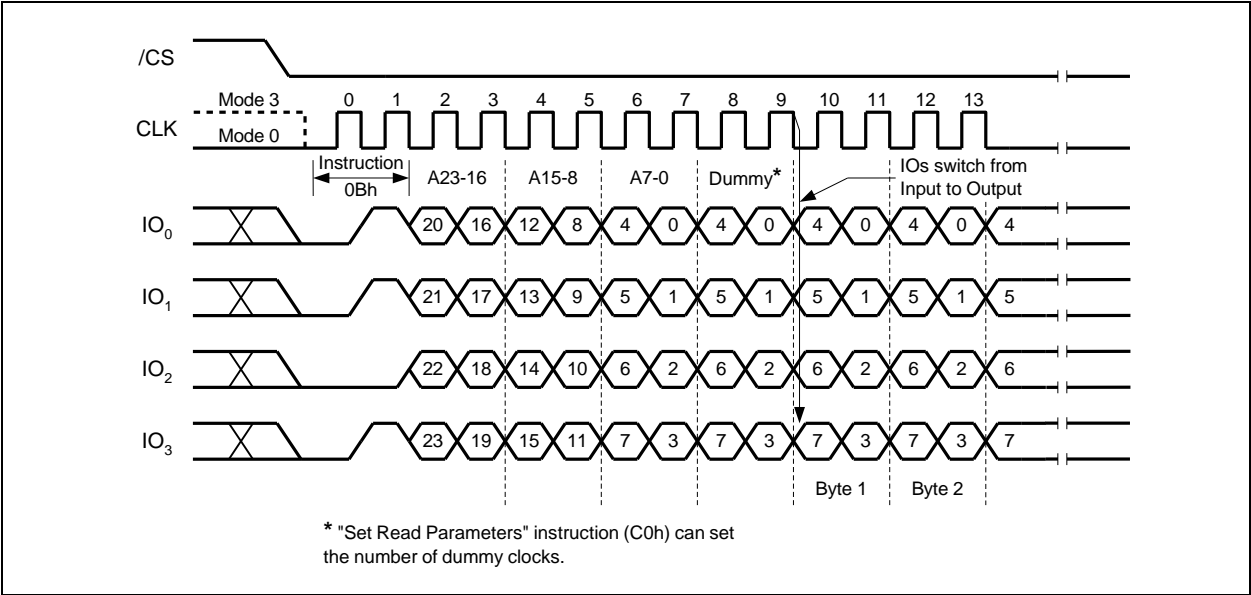 /CS
Mode 3 0 1 2 3 4 5 6 7 8 9 10 11 12 13
CLK
Mode 0
Instruction
0Bh
A23-16 A15-8 A7-0 Dummy*
IOs switch from
Input to Output
IO0 20 16 12 8 4 0 4 0 4 0 4 0 4
IO1 21 17 13 9 5 1 5 1 5 1 5 1 5
IO2 22 18 14 10 6 2 6 2 6 2 6 2 6
IO3 23 19 15 11 7 3 7 3 7 3 7 3 7
Byte 1 Byte 2
* "Set Read Parameters" instruction (C0h) can set
the number of dummy clocks.